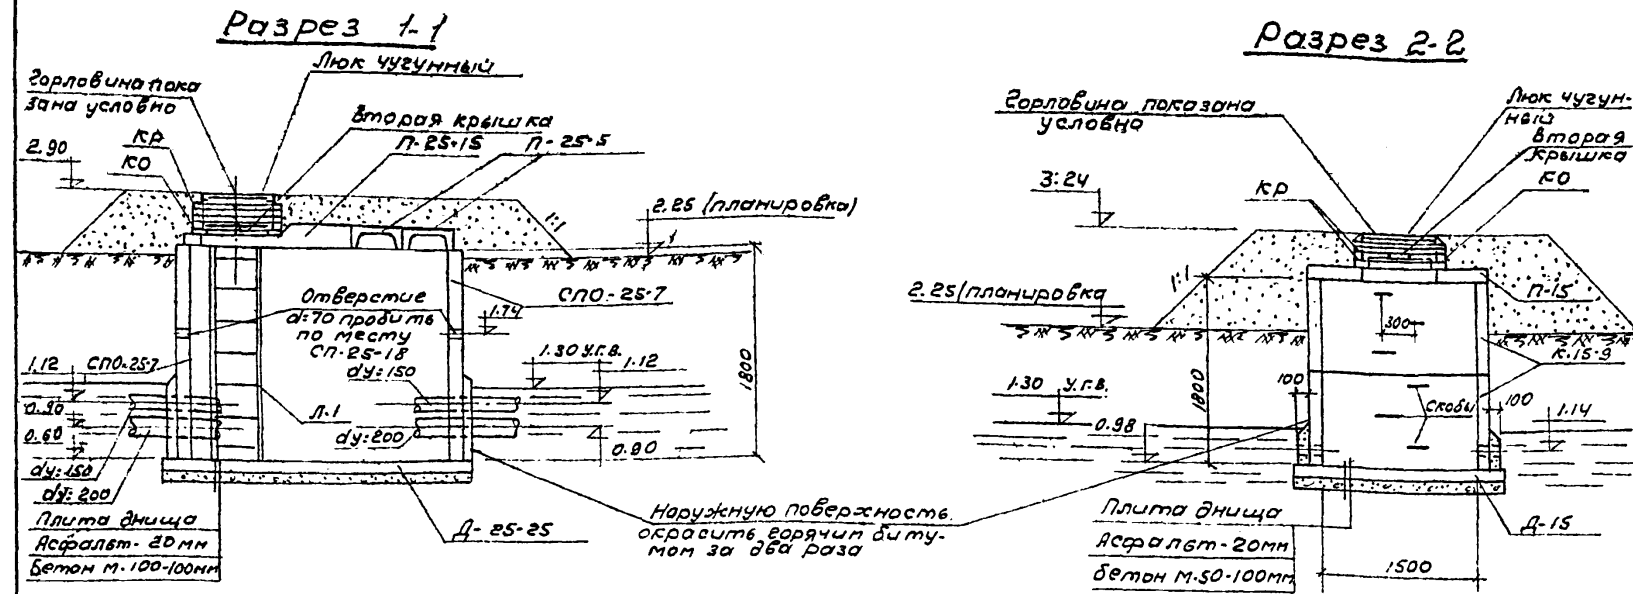 Разрез 1-1
Люк чугунный
Горловина пока
зана условно
Вторая крышка
КР
П-25-15
П-25-5
КО
2.90
2.25 (планировка)
1:1
СПО-25-7
Отверстие
d=70 пробить
по месту
СП-25-18
1.74
1.30 У.Г.В.
1.12
dу=150
1.12
СПО-25-7
0.90
0.60
Л-1
dу=200
0.90
1800
dу=150
dу=200
Плита днища
Асфальт-20мм
Бетон М-100-100мм
Д-25-25
Наружную поверхность
окрасить горячим биту-
мом за два раза
Разрез 2-2
Горловина показана
условно
Люк чугун-
ный
Вторая
крышка
КО
КР
3.24
1:1
П-15
2.25 (планировка
300
К.15-9
1800
1.30 У.Г.В.
100
Скобы
100
1.14
0.98
Плита днища
Асфальт-20мм
бетон М.50-100мм
Д-15
1500